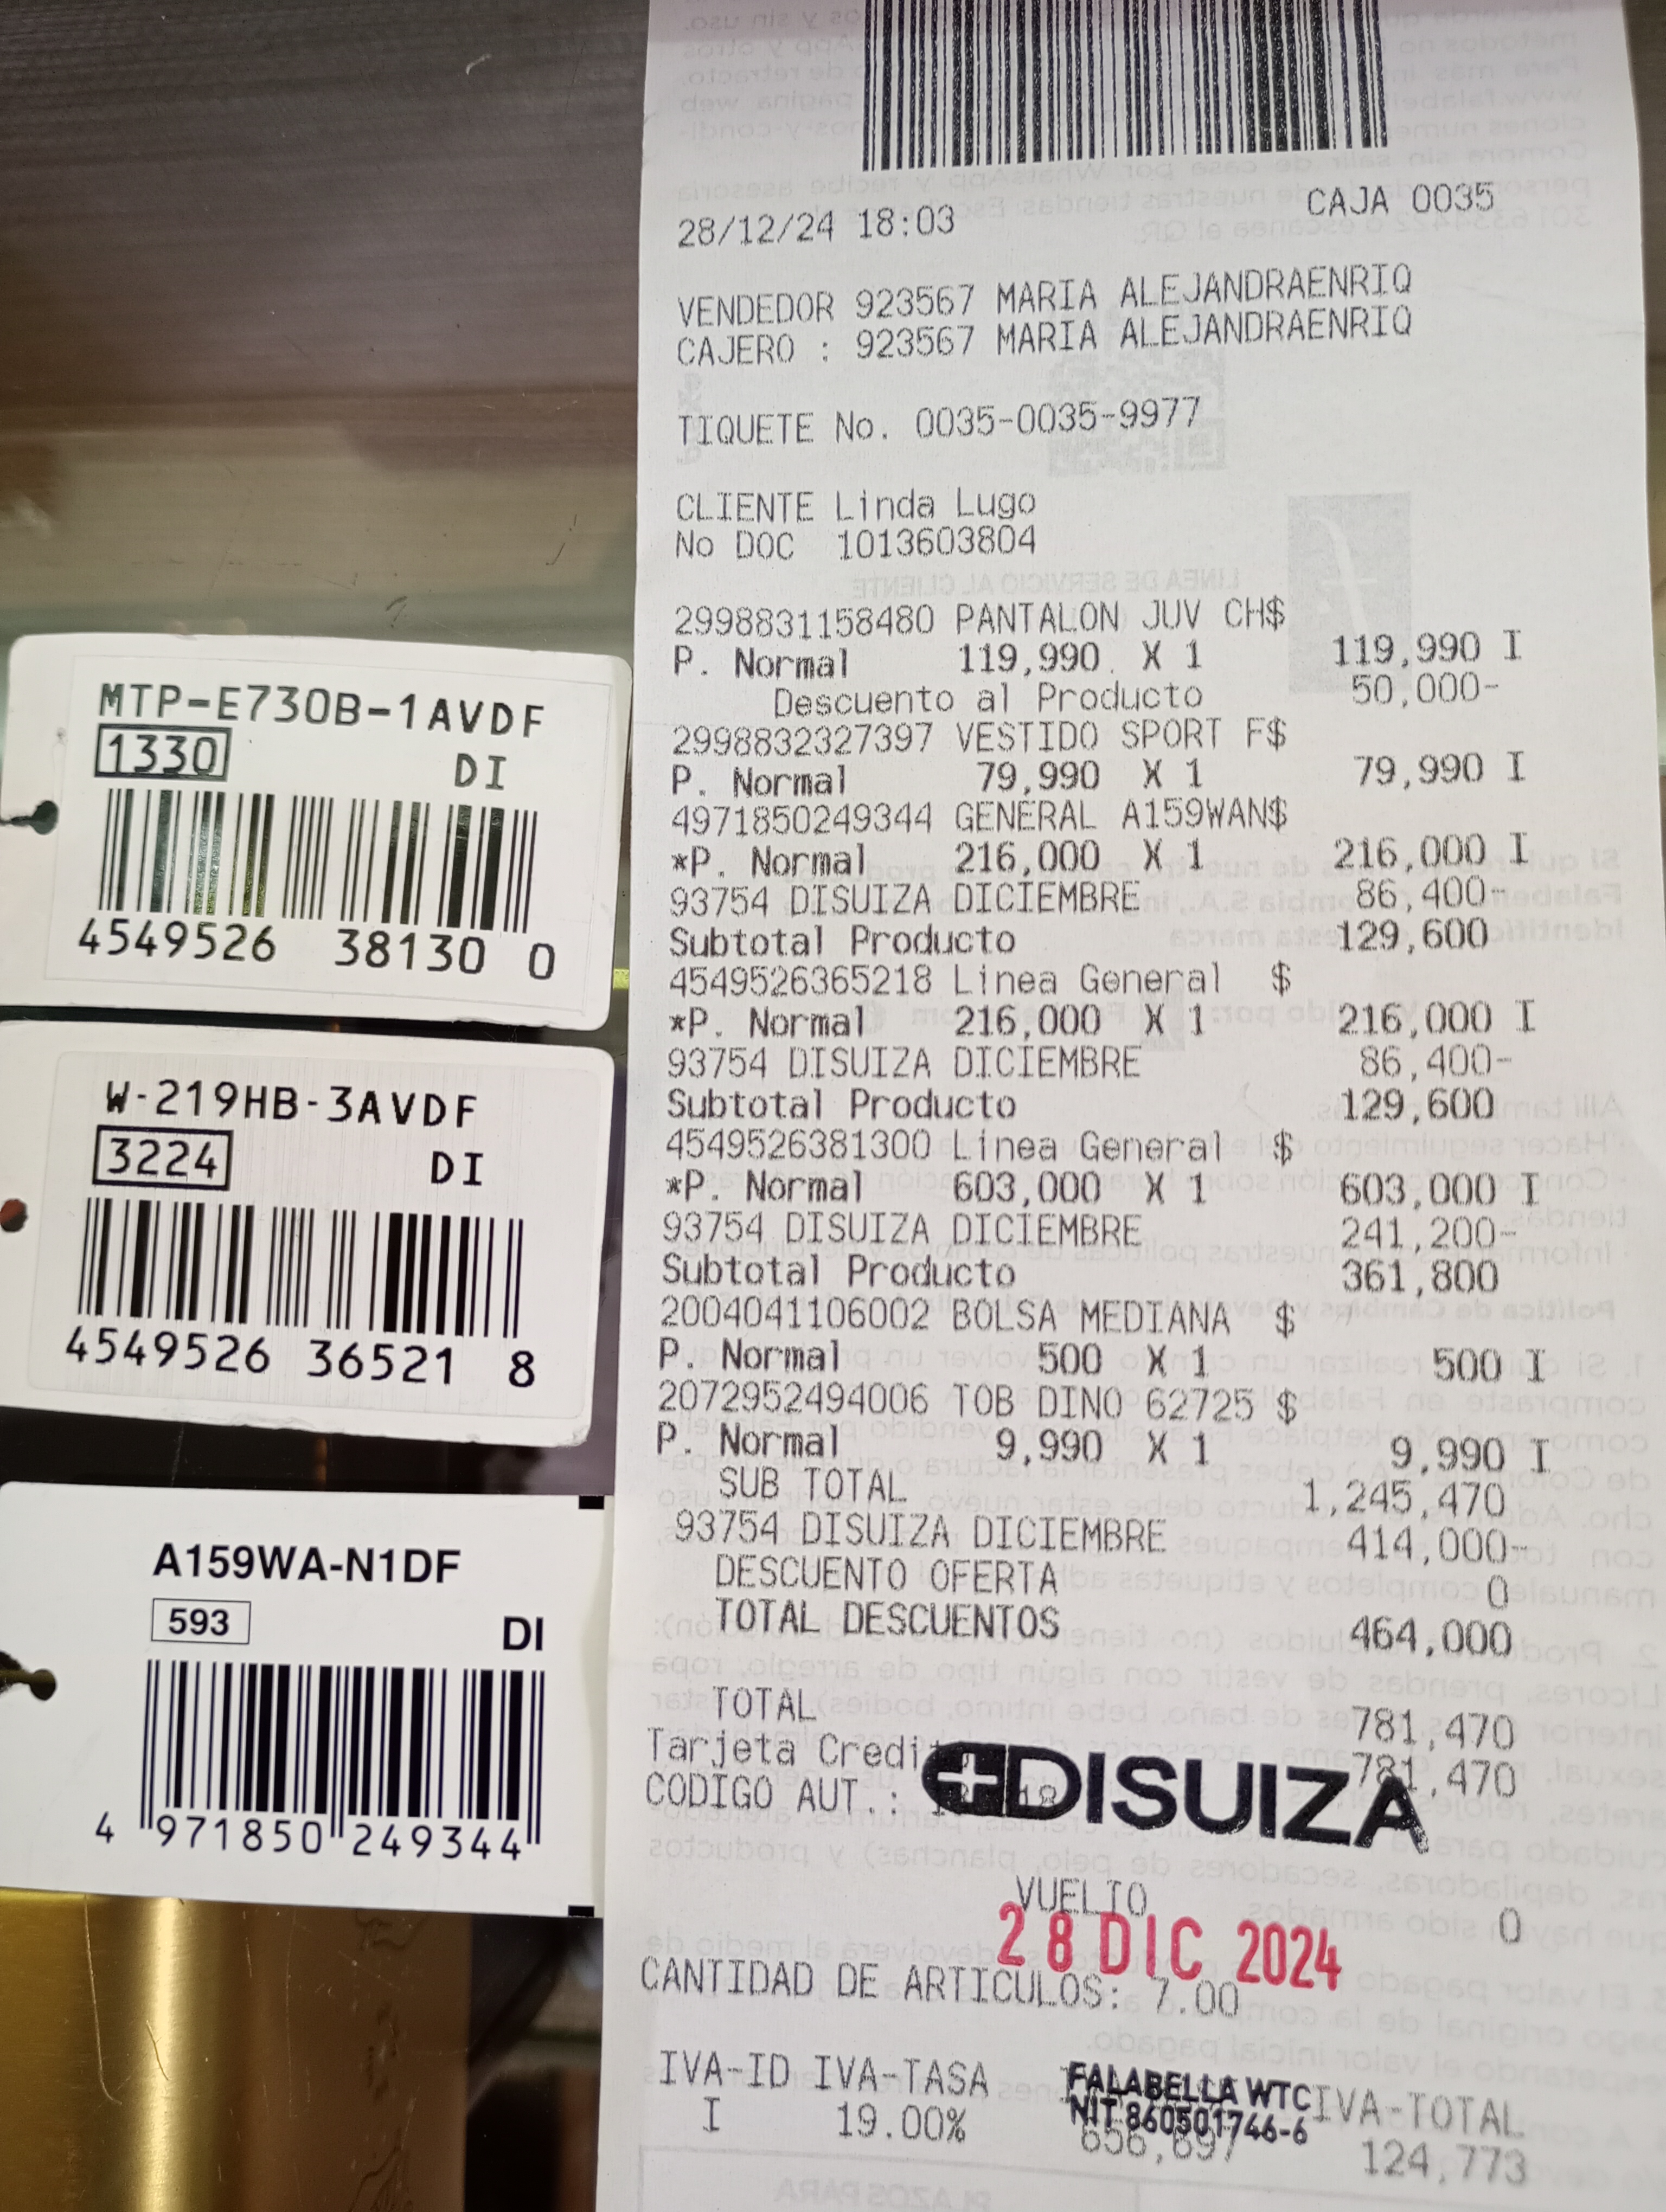 MTP-E730B-1AVDF
1330 DI
4549526 38130 0
W-219HB-3AVDF
3224 DI
4549526 36521 8
A159WA-N1DF
593 DI
4 971850 249344
28/12/24 18:03 CAJA 0035
VENDEDOR 923567 MARIA ALEJANDRAENRIQ
CAJERO : 923567 MARIA ALEJANDRAENRIQ
TIQUETE No. 0035-0035-9977
CLIENTE Linda Lugo
No DOC 1013603804
2998831158480 PANTALON JUV CH$
P. Normal 119,990 X 1 119,990 I
Descuento al Producto 50,000-
2998832327397 VESTIDO SPORT F$
P. Normal 79,990 X 1 79,990 I
4971850249344 GENERAL A159WAN$
*P. Normal 216,000 X 1 216,000 I
93754 DISUIZA DICIEMBRE 86,400-
Subtotal Producto 129,600
4549526365218 Linea General $
*P. Normal 216,000 X 1 216,000 I
93754 DISUIZA DICIEMBRE 86,400-
Subtotal Producto 129,600
4549526381300 Linea General $
*P. Normal 603,000 X 1 603,000 I
93754 DISUIZA DICIEMBRE 241,200-
Subtotal Producto 361,800
2004041106002 BOLSA MEDIANA $
P. Normal 500 X 1 500 I
2072952494006 TOB DINO 62725 $
P. Normal 9,990 X 1 9,990 I
SUB TOTAL 1,245,470
93754 DISUIZA DICIEMBRE 414,000-
DESCUENTO OFERTA 0
TOTAL DESCUENTOS 464,000
TOTAL 781,470
Tarjeta 781,470
CODIGO AUT.:
DISUIZA
VUELTO 0
28 DIC 2024
CANTIDAD DE ARTICULOS: 7.00
IVA-ID IVA-TASA IVA-TOTAL
FALABELLA WTC
NIT 860501746-6
I 19.00% 656,697 124,773